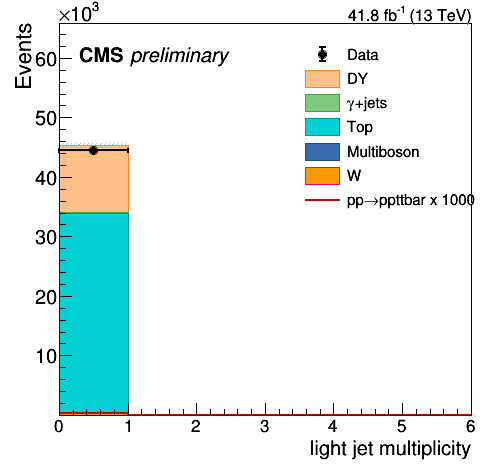 ×10³
41.8 fb⁻¹ (13 TeV)
Events
CMS preliminary
Data
DY
γ+jets
Top
Multiboson
W
pp→ppttbar x 1000
60
50
40
30
20
10
0 1 2 3 4 5 6
light jet multiplicity